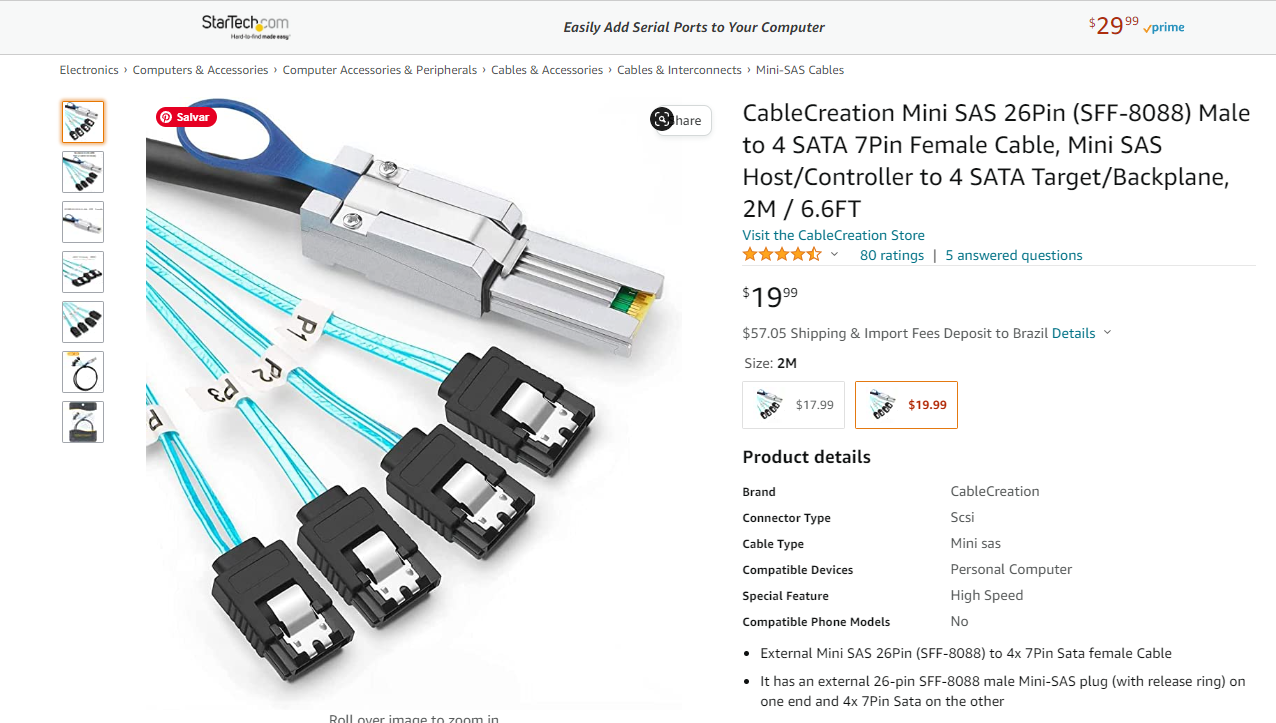 StarTech.com
Hard-to-find made easy
Easily Add Serial Ports to Your Computer
$29.99
prime
Electronics › Computers & Accessories › Computer Accessories & Peripherals › Cables & Accessories › Cables & Interconnects › Mini-SAS Cables
Salvar
hare
P1
P2
P3
CableCreation Mini SAS 26Pin (SFF-8088) Male
to 4 SATA 7Pin Female Cable, Mini SAS
Host/Controller to 4 SATA Target/Backplane,
2M / 6.6FT
Visit the CableCreation Store
80 ratings | 5 answered questions
$19.99
$57.05 Shipping & Import Fees Deposit to Brazil Details
Size: 2M
$17.99
$19.99
Product details
Brand CableCreation
Connector Type Scsi
Cable Type Mini sas
Compatible Devices Personal Computer
Special Feature High Speed
Compatible Phone Models No
• External Mini SAS 26Pin (SFF-8088) to 4x 7Pin Sata female Cable
• It has an external 26-pin SFF-8088 male Mini-SAS plug (with release ring) on
one end and 4x 7Pin Sata on the other
Roll over image to zoom in